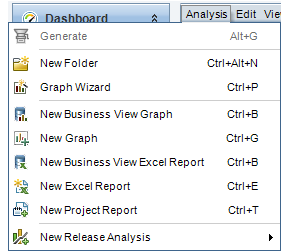 Dashboard Analysis Edit Vie
Generate Alt+G
New Folder Ctrl+Alt+N
Graph Wizard Ctrl+P
New Business View Graph Ctrl+B
New Graph Ctrl+G
New Business View Excel Report Ctrl+B
New Excel Report Ctrl+E
New Project Report Ctrl+T
New Release Analysis